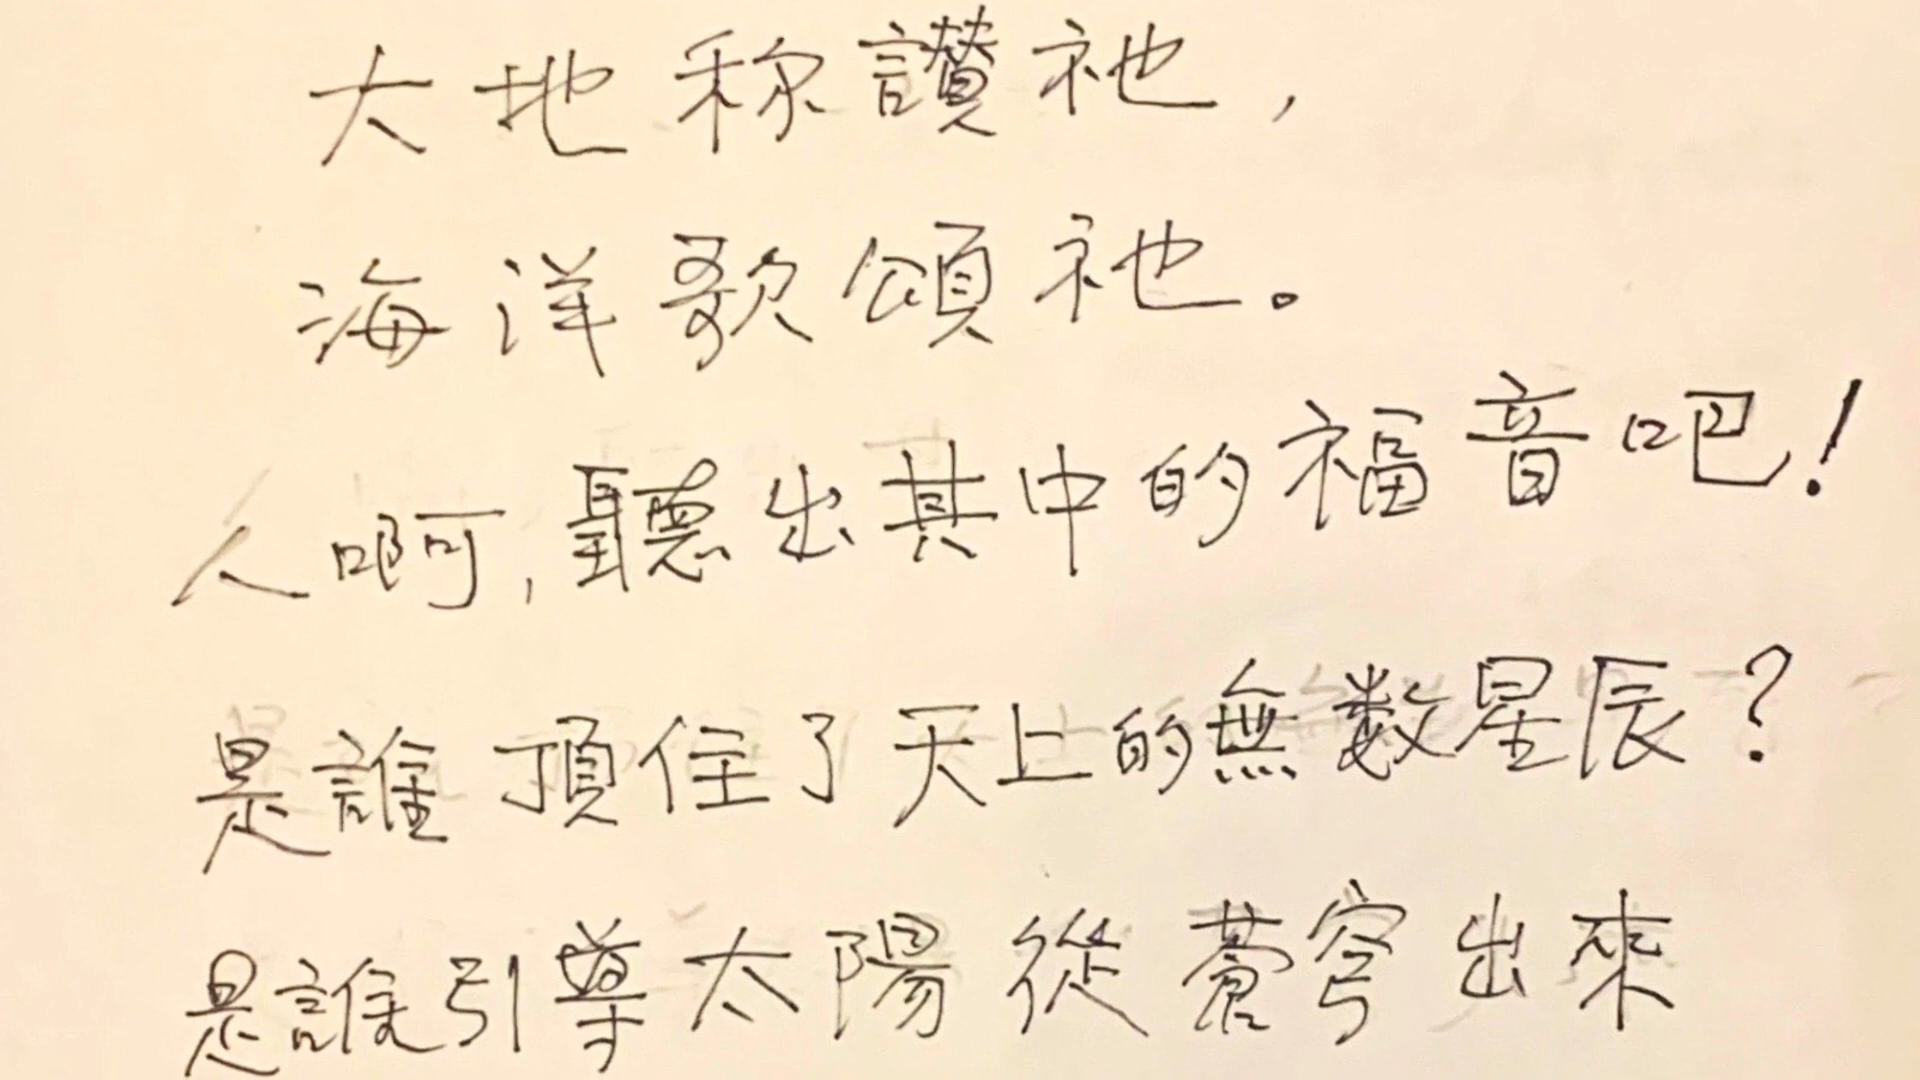 大地称讚祂，
海洋歌頌祂。
人啊，聽出其中的福音吧！
是誰頂住了天上的無数星辰？
是誰引導太陽從蒼穹出來